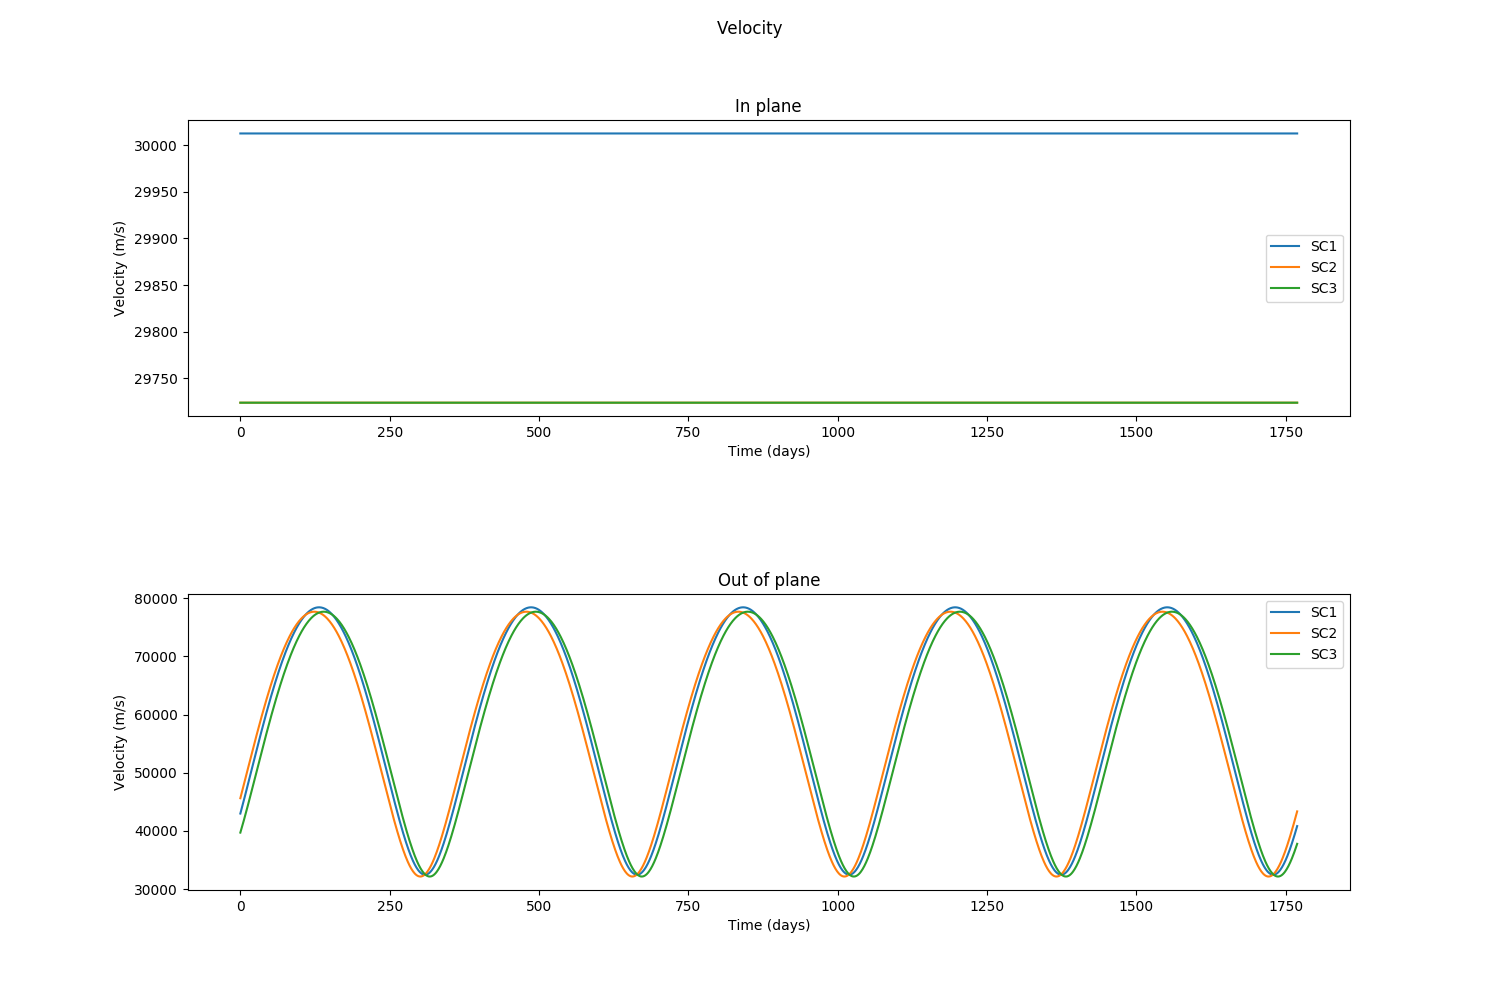 Velocity
In plane
30000
29950
29900
29850
29800
29750
Velocity (m/s)
SC1
SC2
SC3
0 250 500 750 1000 1250 1500 1750
Time (days)
Out of plane
80000
70000
60000
50000
40000
30000
Velocity (m/s)
SC1
SC2
SC3
0 250 500 750 1000 1250 1500 1750
Time (days)